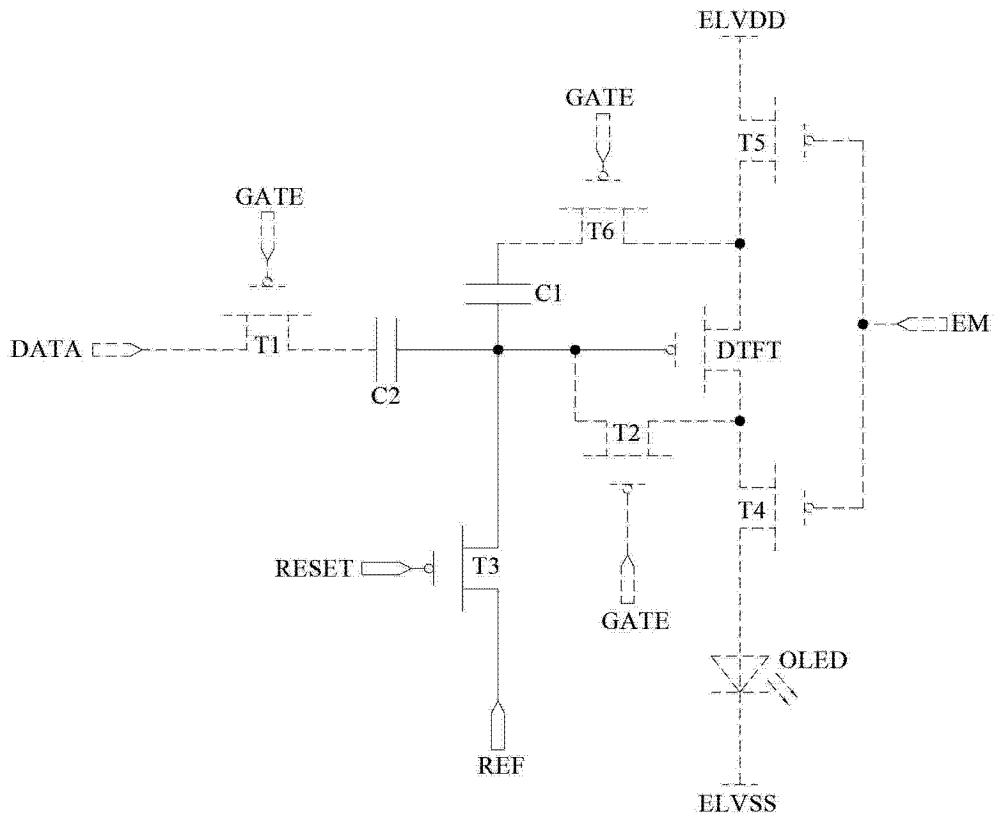 ELVDD
GATE
T5
GATE
T6
C1
DATA
T1
C2
DTFT
EM
T2
T4
RESET
T3
GATE
OLED
REF
ELVSS